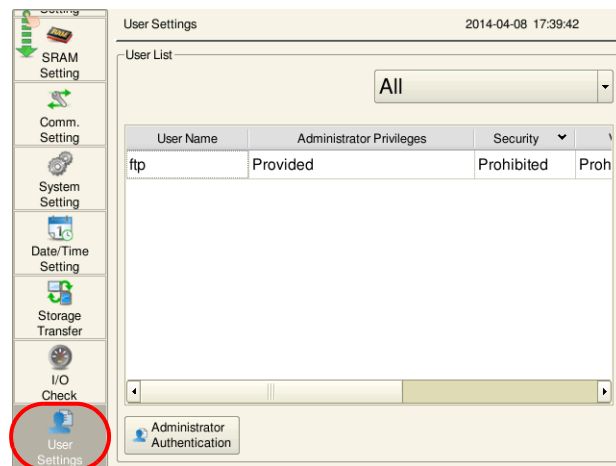 Setting
SRAM
Setting
Comm.
Setting
System
Setting
Date/Time
Setting
Storage
Transfer
I/O
Check
User
Settings
User Settings 2014-04-08 17:39:42
User List
All
User Name Administrator Privileges Security
ftp Provided Prohibited Proh
Administrator
Authentication